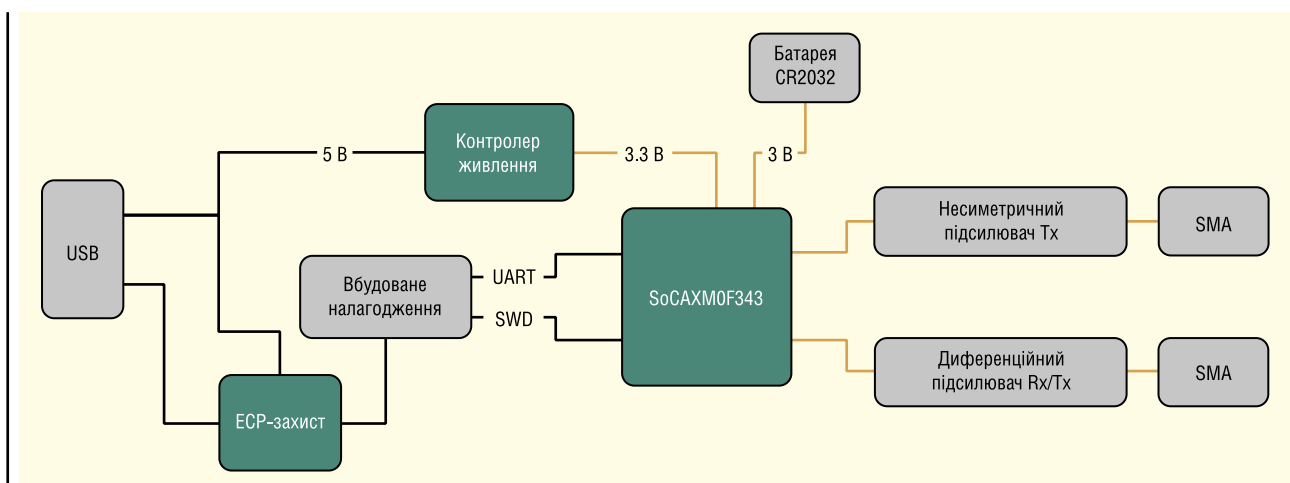 Батарея
CR2032
Контролер
живлення
5 В
3.3 В
3 В
USB
Несиметричний
підсилювач Tx
SMA
Вбудоване
налагодження
UART
SWD
SoCAXM0F343
Диференційний
підсилювач Rx/Tx
SMA
ЕСР-захист